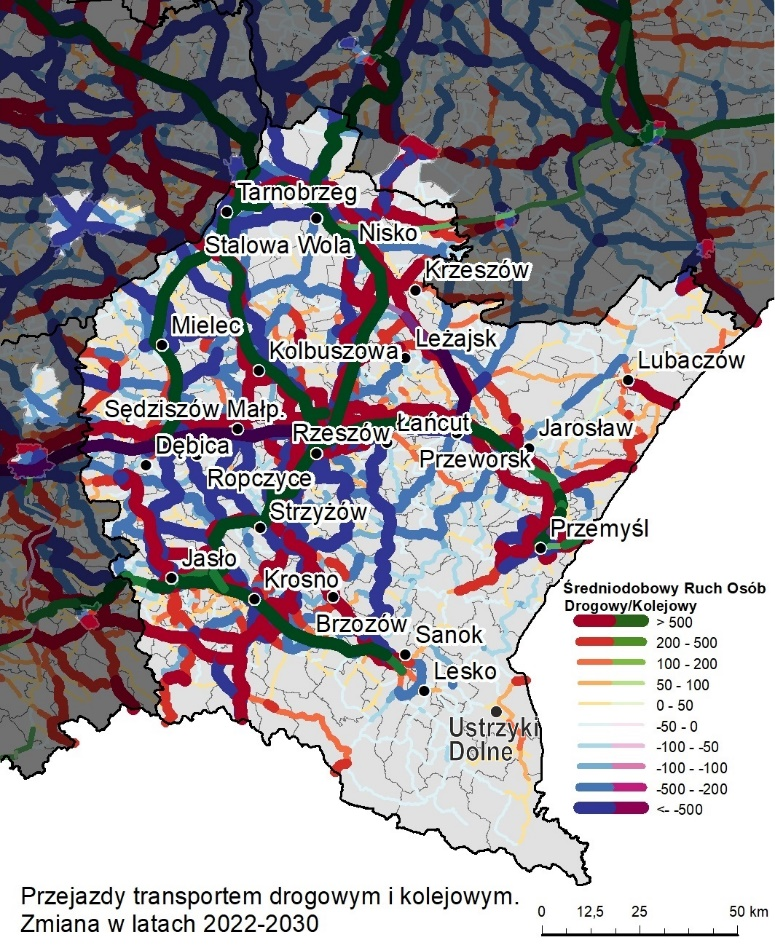 Tarnobrzeg
Stalowa Wola
Nisko
Krzeszów
Mielec
Kolbuszowa
Leżajsk
Lubaczów
Sędziszów Małp.
Łańcut
Rzeszów
Jarosław
Dębica
Przeworsk
Ropczyce
Strzyżów
Przemyśl
Jasło
Krosno
Brzozów
Sanok
Lesko
Ustrzyki
Dolne
Średniodobowy Ruch Osób
Drogowy/Kolejowy
> 500
200 - 500
100 - 200
50 - 100
0 - 50
-50 - 0
-100 - -50
-100 - -100
-500 - -200
<- -500
Przejazdy transportem drogowym i kolejowym.
Zmiana w latach 2022-2030
0 12,5 25 50 km